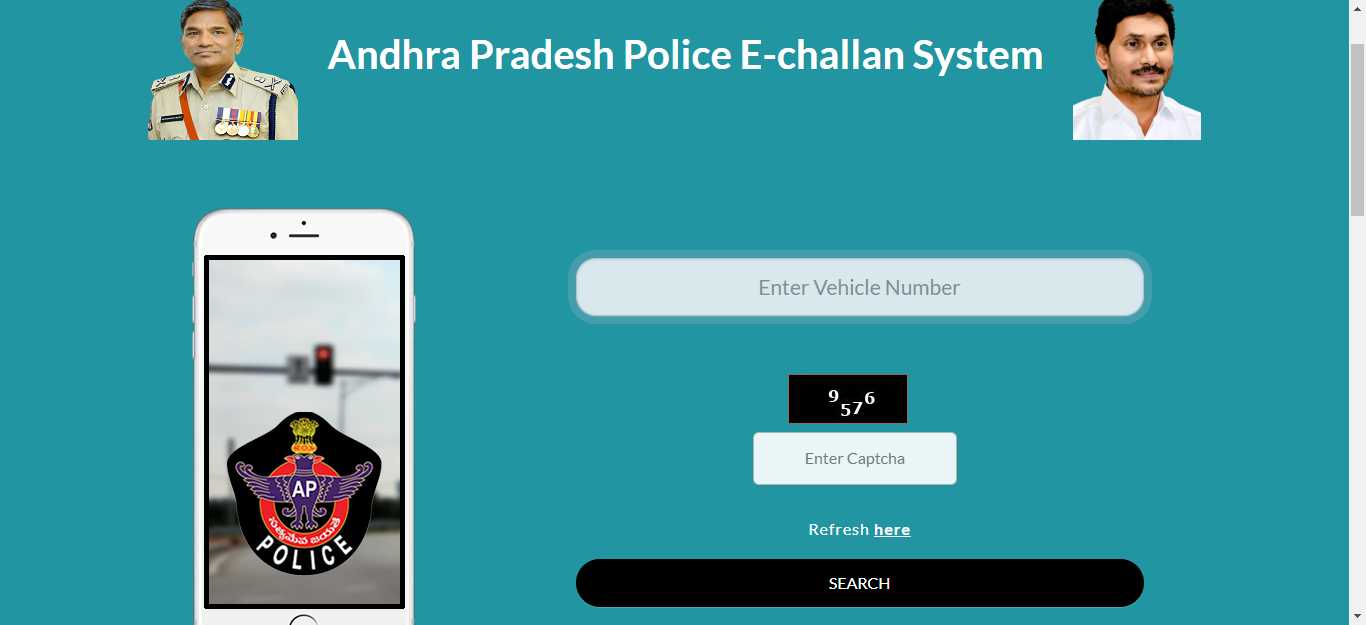 Andhra Pradesh Police E-challan System
Enter Vehicle Number
9576
Enter Captcha
Refresh here
SEARCH
AP
సత్యమేవ జయతే
POLICE